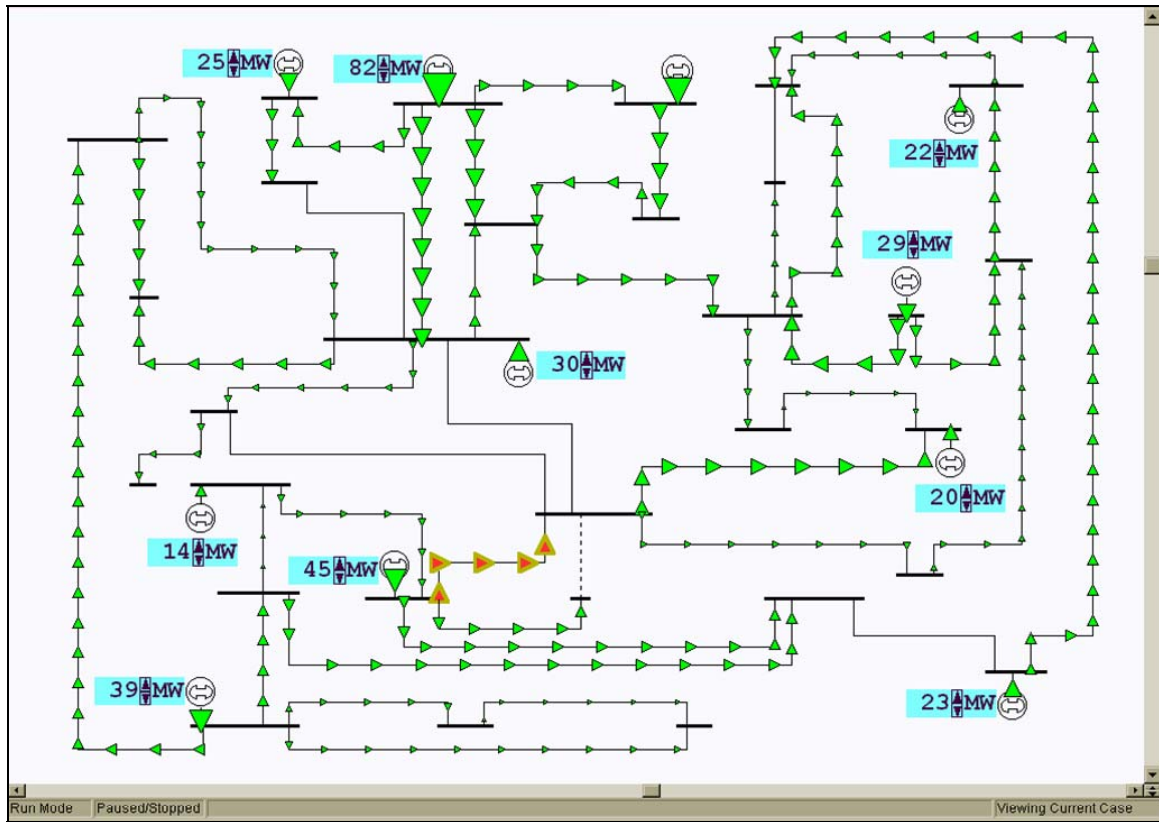 25 MW
82 MW
22 MW
29 MW
30 MW
20 MW
14 MW
45 MW
39 MW
23 MW
Run Mode Paused/Stopped Viewing Current Case